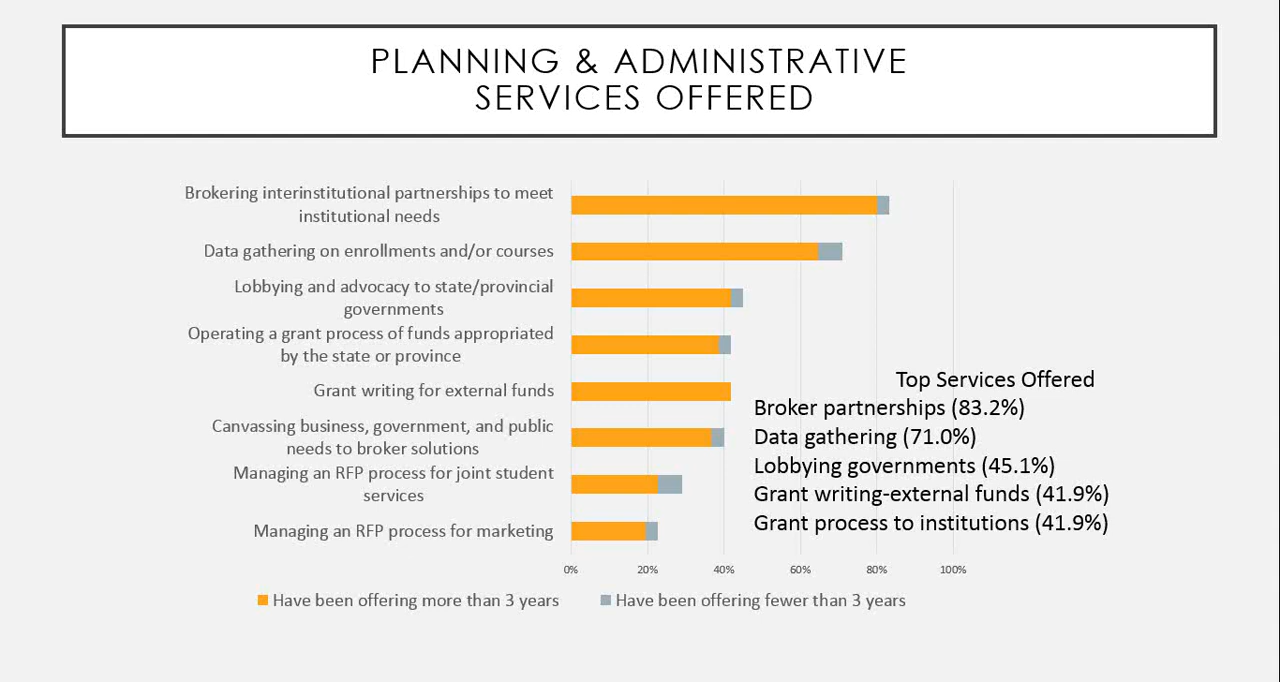 PLANNING & ADMINISTRATIVE
SERVICES OFFERED
Brokering interinstitutional partnerships to meet
institutional needs
Data gathering on enrollments and/or courses
Lobbying and advocacy to state/provincial
governments
Operating a grant process of funds appropriated
by the state or province
Grant writing for external funds
Canvassing business, government, and public
needs to broker solutions
Managing an RFP process for joint student
services
Managing an RFP process for marketing
Top Services Offered
Broker partnerships (83.2%)
Data gathering (71.0%)
Lobbying governments (45.1%)
Grant writing-external funds (41.9%)
Grant process to institutions (41.9%)
0% 20% 40% 60% 80% 100%
Have been offering more than 3 years Have been offering fewer than 3 years